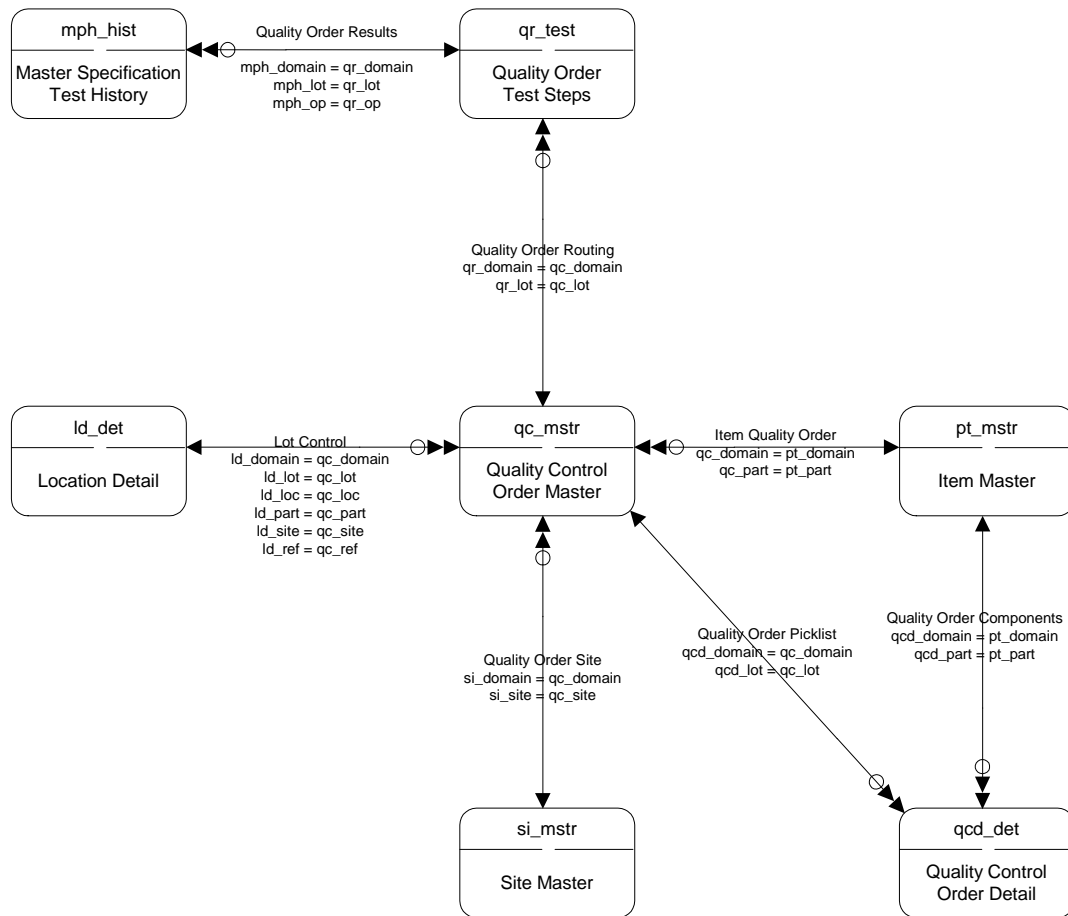 mph_hist
Master Specification
Test History
Quality Order Results
mph_domain = qr_domain
mph_lot = qr_lot
mph_op = qr_op
qr_test
Quality Order
Test Steps
Quality Order Routing
qr_domain = qc_domain
qr_lot = qc_lot
ld_det
Location Detail
Lot Control
ld_domain = qc_domain
ld_lot = qc_lot
ld_loc = qc_loc
ld_part = qc_part
ld_site = qc_site
ld_ref = qc_ref
qc_mstr
Quality Control
Order Master
Item Quality Order
qc_domain = pt_domain
qc_part = pt_part
pt_mstr
Item Master
Quality Order Site
si_domain = qc_domain
si_site = qc_site
Quality Order Picklist
qcd_domain = qc_domain
qcd_lot = qc_lot
Quality Order Components
qcd_domain = pt_domain
qcd_part = pt_part
si_mstr
Site Master
qcd_det
Quality Control
Order Detail